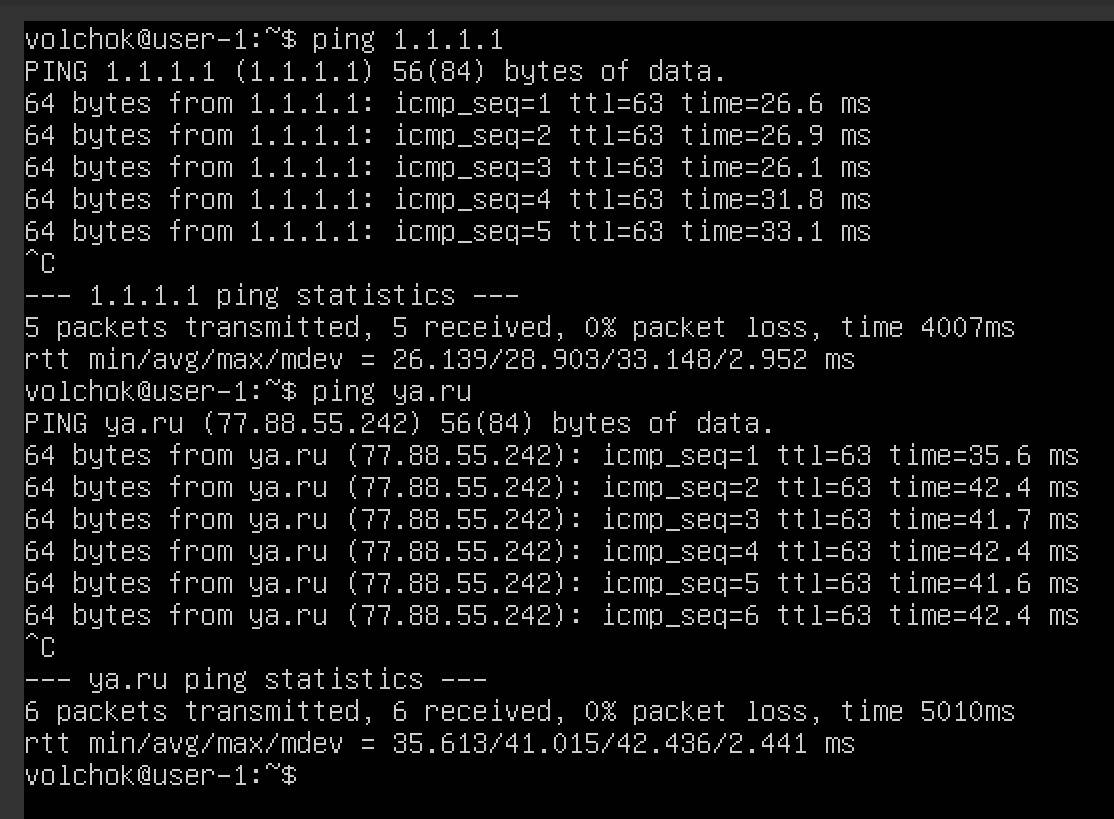 volchok@user-1:~$ ping 1.1.1.1
PING 1.1.1.1 (1.1.1.1) 56(84) bytes of data.
64 bytes from 1.1.1.1: icmp_seq=1 ttl=63 time=26.6 ms
64 bytes from 1.1.1.1: icmp_seq=2 ttl=63 time=26.9 ms
64 bytes from 1.1.1.1: icmp_seq=3 ttl=63 time=26.1 ms
64 bytes from 1.1.1.1: icmp_seq=4 ttl=63 time=31.8 ms
64 bytes from 1.1.1.1: icmp_seq=5 ttl=63 time=33.1 ms
^C
--- 1.1.1.1 ping statistics ---
5 packets transmitted, 5 received, 0% packet loss, time 4007ms
rtt min/avg/max/mdev = 26.139/28.903/33.148/2.952 ms
volchok@user-1:~$ ping ya.ru
PING ya.ru (77.88.55.242) 56(84) bytes of data.
64 bytes from ya.ru (77.88.55.242): icmp_seq=1 ttl=63 time=35.6 ms
64 bytes from ya.ru (77.88.55.242): icmp_seq=2 ttl=63 time=42.4 ms
64 bytes from ya.ru (77.88.55.242): icmp_seq=3 ttl=63 time=41.7 ms
64 bytes from ya.ru (77.88.55.242): icmp_seq=4 ttl=63 time=42.4 ms
64 bytes from ya.ru (77.88.55.242): icmp_seq=5 ttl=63 time=41.6 ms
64 bytes from ya.ru (77.88.55.242): icmp_seq=6 ttl=63 time=42.4 ms
^C
--- ya.ru ping statistics ---
6 packets transmitted, 6 received, 0% packet loss, time 5010ms
rtt min/avg/max/mdev = 35.613/41.015/42.436/2.441 ms
volchok@user-1:~$